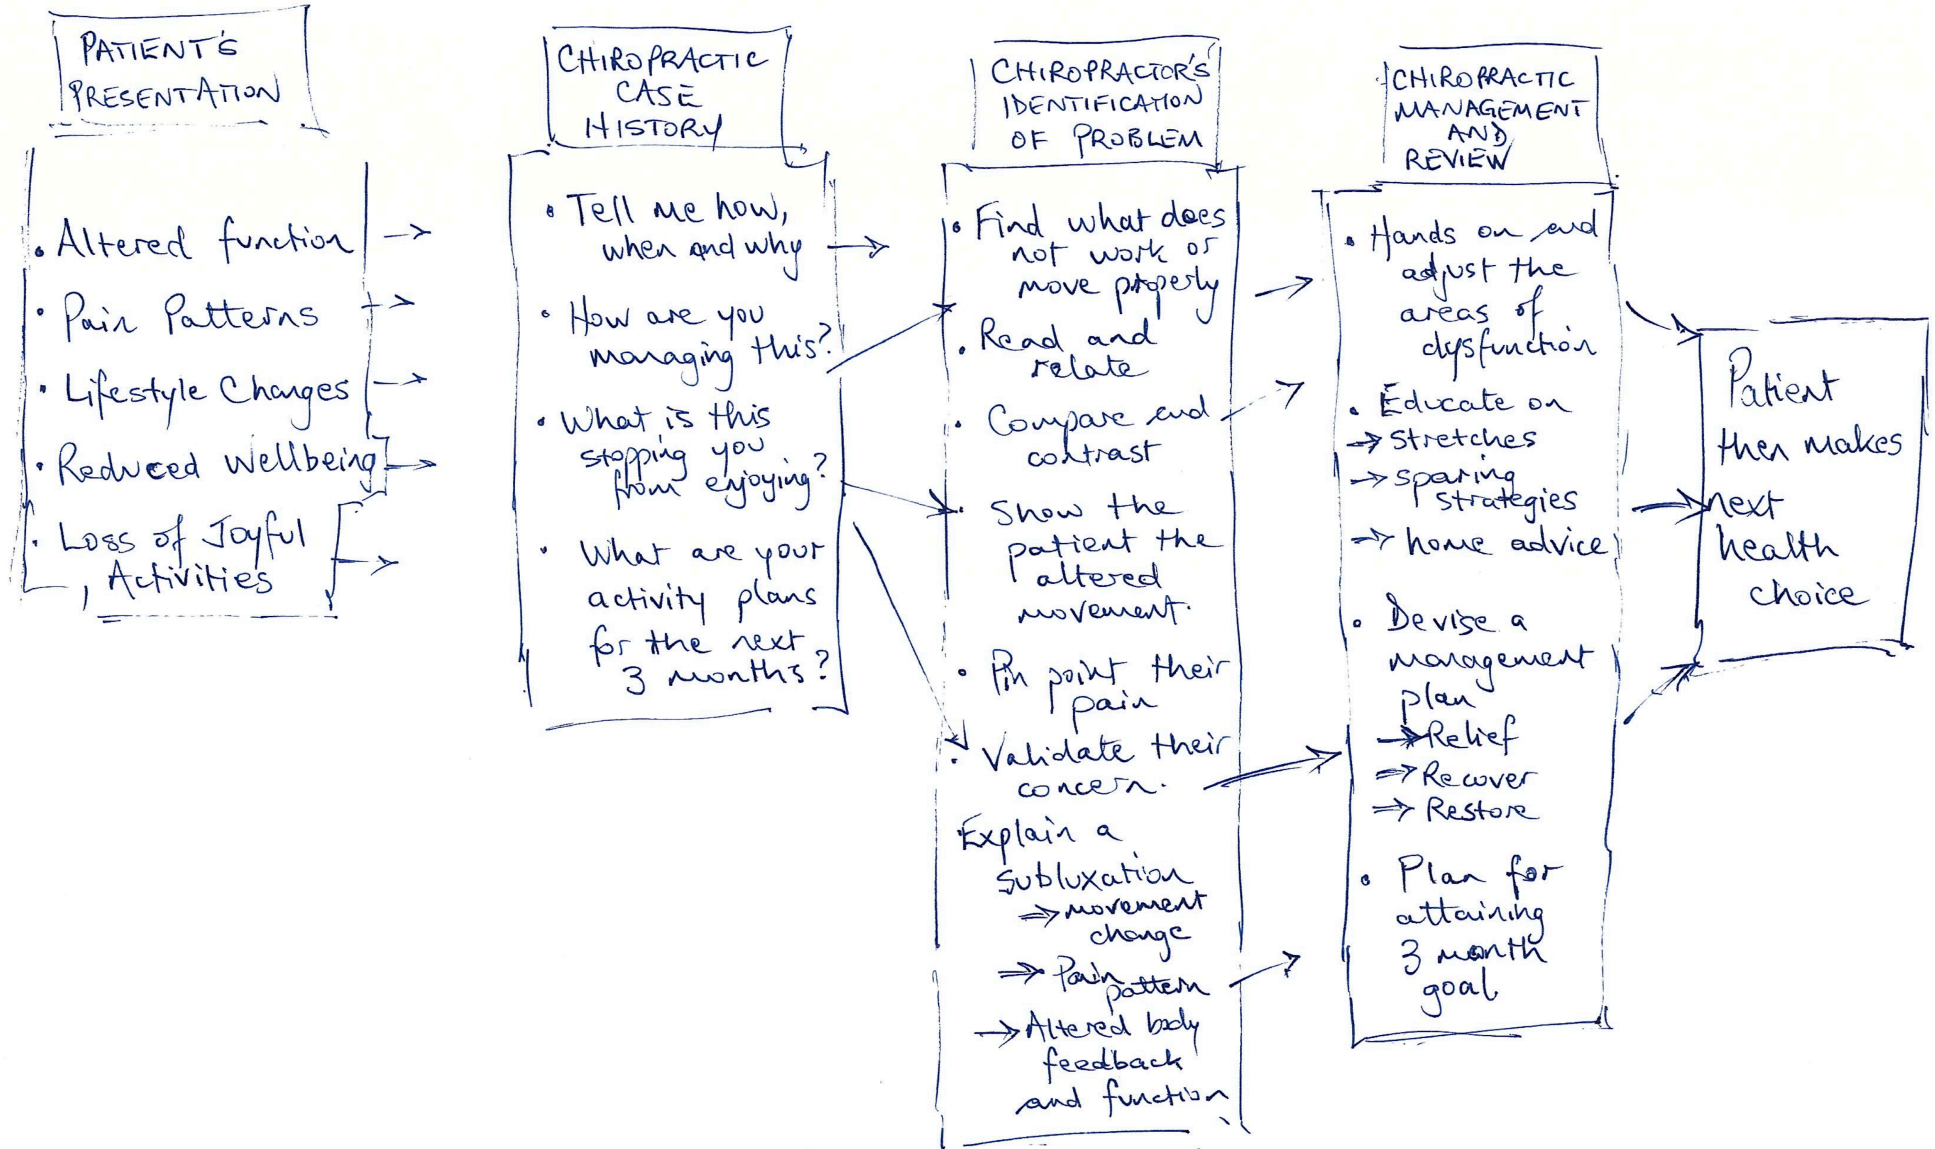 PATIENT'S
PRESENTATION
• Altered function →
• Pain Patterns →
• Lifestyle Changes →
• Reduced Wellbeing →
• Loss of Joyful
Activities →
CHIROPRACTIC
CASE
HISTORY
• Tell me how,
when and why
• How are you
managing this?
• What is this
stopping you
from enjoying?
• What are your
activity plans
for the next
3 months?
CHIROPRACTOR'S
IDENTIFICATION
OF PROBLEM
• Find what does
not work or
move properly
• Read and
relate
• Compare and
contrast
• Show the
patient the
altered
movement.
• Pin point their
pain
• Validate their
concern.
• Explain a
subluxation
⇒ movement
change
⇒ Pain
pattern
→ Altered body
feedback
and function
CHIROPRACTIC
MANAGEMENT
AND
REVIEW
• Hands on and
adjust the
areas of
dysfunction
• Educate on
→ stretches
→ sparing
strategies
→ home advice
• Devise a
management
plan
→ Relief
⇒ Recover
⇒ Restore
• Plan for
attaining
3 month
goal.
Patient
then makes
next
health
choice